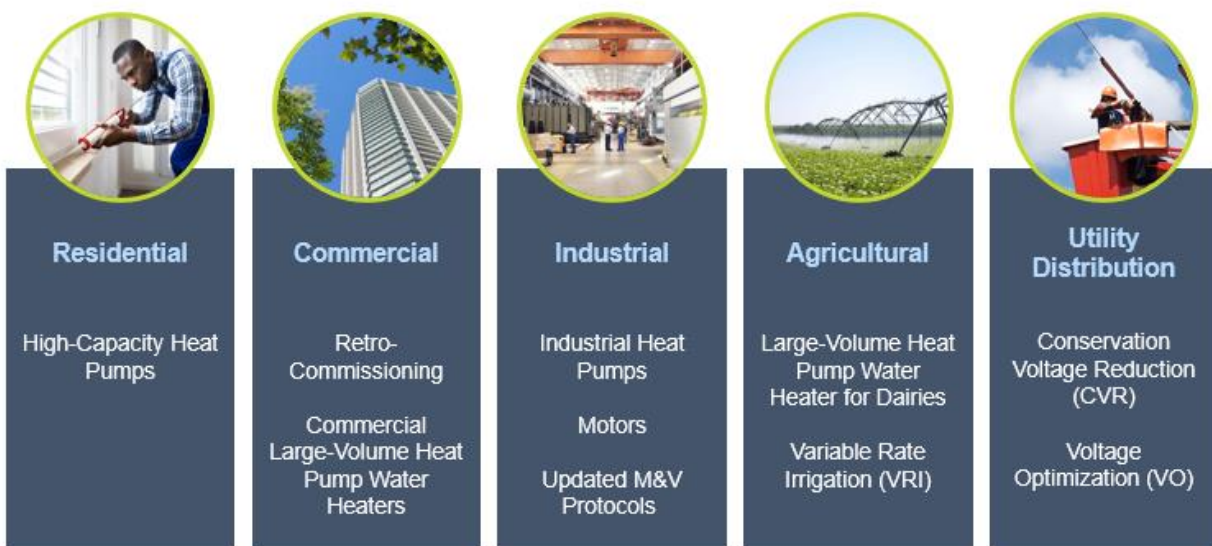 Residential
High-Capacity Heat
Pumps
Commercial
Retro-
Commissioning
Commercial
Large-Volume Heat
Pump Water
Heaters
Industrial
Industrial Heat
Pumps
Motors
Updated M&V
Protocols
Agricultural
Large-Volume Heat
Pump Water
Heater for Dairies
Variable Rate
Irrigation (VRI)
Utility
Distribution
Conservation
Voltage Reduction
(CVR)
Voltage
Optimization (VO)